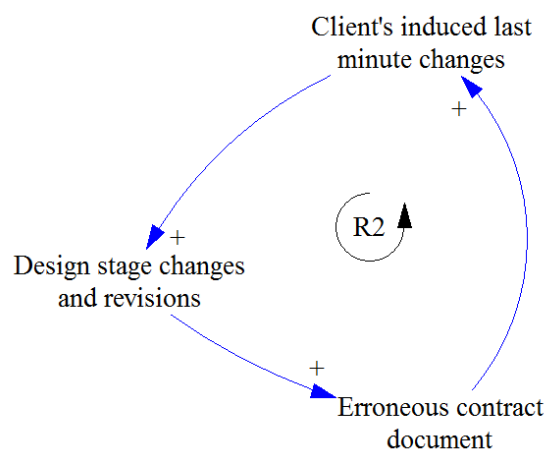 Client's induced last
minute changes
+
R2
+
Design stage changes
and revisions
+
Erroneous contract
document